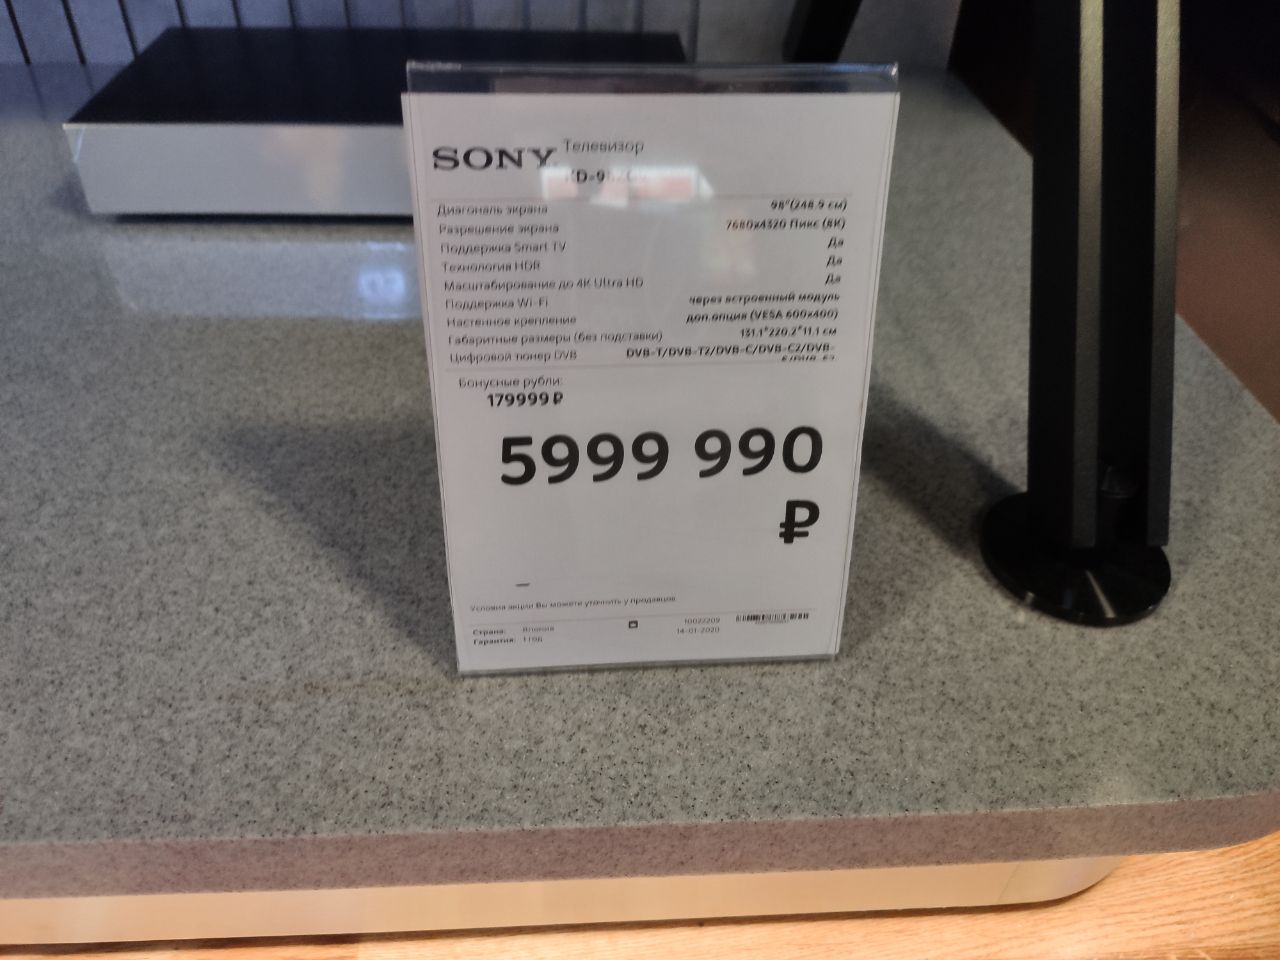 SONY Телевизор
Диагональ экрана 98"(248.9 см)
Разрешение экрана 7680x4320 Пикс (8K)
Поддержка Smart TV Да
Технология HDR Да
Масштабирование до 4K Ultra HD Да
Поддержка Wi-Fi через встроенный модуль
Настенное крепление доп.опция (VESA 600x400)
Габаритные размеры (без подставки) 131.1*220.2*11.1 см
Цифровой тюнер DVB DVB-T/DVB-T2/DVB-C/DVB-C2/DVB-
Бонусные рубли:
179999 ₽
5999 990
₽
Условия акции Вы можете уточнить у продавцов
Страна: Япония 10022209
Гарантия: 1 год 14-01-2020